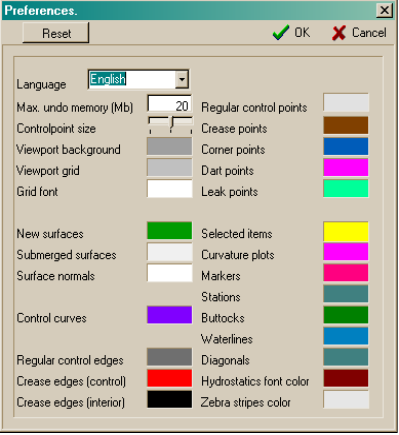 Preferences.
Reset OK Cancel
Language English
Max. undo memory (Mb) 20 Regular control points
Controlpoint size Crease points
Viewport background Corner points
Viewport grid Dart points
Grid font Leak points
New surfaces Selected items
Submerged surfaces Curvature plots
Surface normals Markers
Stations
Control curves Buttocks
Waterlines
Regular control edges Diagonals
Crease edges (control) Hydrostatics font color
Crease edges (interior) Zebra stripes color